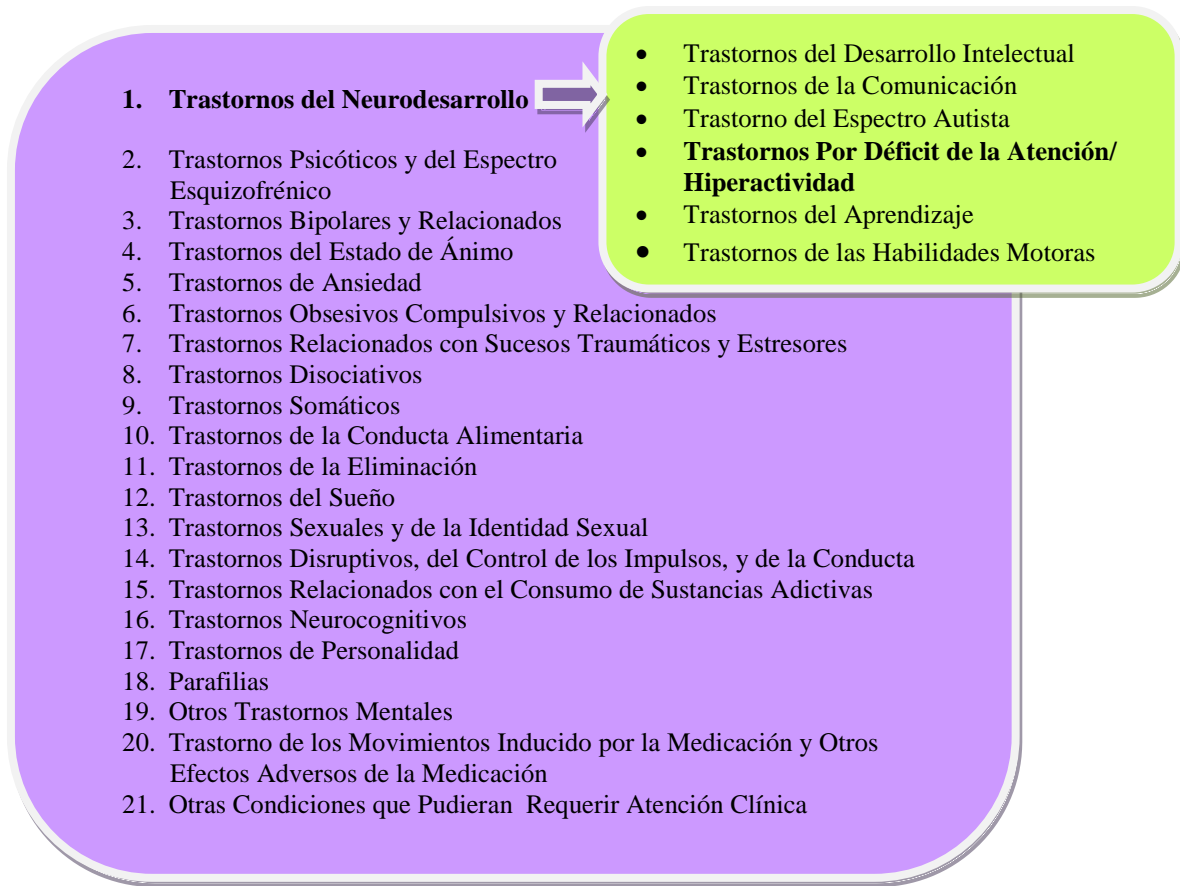 1. Trastornos del Neurodesarrollo
• Trastornos del Desarrollo Intelectual
• Trastornos de la Comunicación
• Trastorno del Espectro Autista
• Trastornos Por Déficit de la Atención/
Hiperactividad
• Trastornos del Aprendizaje
• Trastornos de las Habilidades Motoras
2. Trastornos Psicóticos y del Espectro
Esquizofrénico
3. Trastornos Bipolares y Relacionados
4. Trastornos del Estado de Ánimo
5. Trastornos de Ansiedad
6. Trastornos Obsesivos Compulsivos y Relacionados
7. Trastornos Relacionados con Sucesos Traumáticos y Estresores
8. Trastornos Disociativos
9. Trastornos Somáticos
10. Trastornos de la Conducta Alimentaria
11. Trastornos de la Eliminación
12. Trastornos del Sueño
13. Trastornos Sexuales y de la Identidad Sexual
14. Trastornos Disruptivos, del Control de los Impulsos, y de la Conducta
15. Trastornos Relacionados con el Consumo de Sustancias Adictivas
16. Trastornos Neurocognitivos
17. Trastornos de Personalidad
18. Parafilias
19. Otros Trastornos Mentales
20. Trastorno de los Movimientos Inducido por la Medicación y Otros
Efectos Adversos de la Medicación
21. Otras Condiciones que Pudieran Requerir Atención Clínica